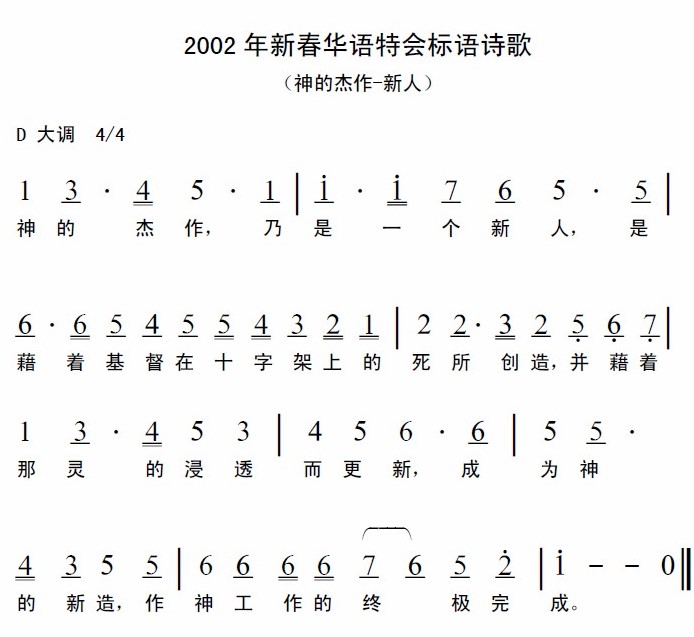 2002 年新春华语特会标语诗歌
（神的杰作-新人）
D 大调 4/4
1 3 · 4 5 · 1 | 1 · 1 7 6 5 · 5 |
神 的 杰 作， 乃 是 一 个 新 人， 是
6 · 6 5 4 5 5 4 3 2 1 | 2 2 · 3 2 5 6 7 |
藉 着 基 督 在 十 字 架 上 的 死 所 创 造，并 藉 着
1 3 · 4 5 3 | 4 5 6 · 6 | 5 5 ·
那 灵 的 浸 透 而 更 新， 成 为 神
4 3 5 5 | 6 6 6 6 7 6 5 2 | 1 - - 0 ||
的 新 造，作 神 工 作 的 终 极 完 成。